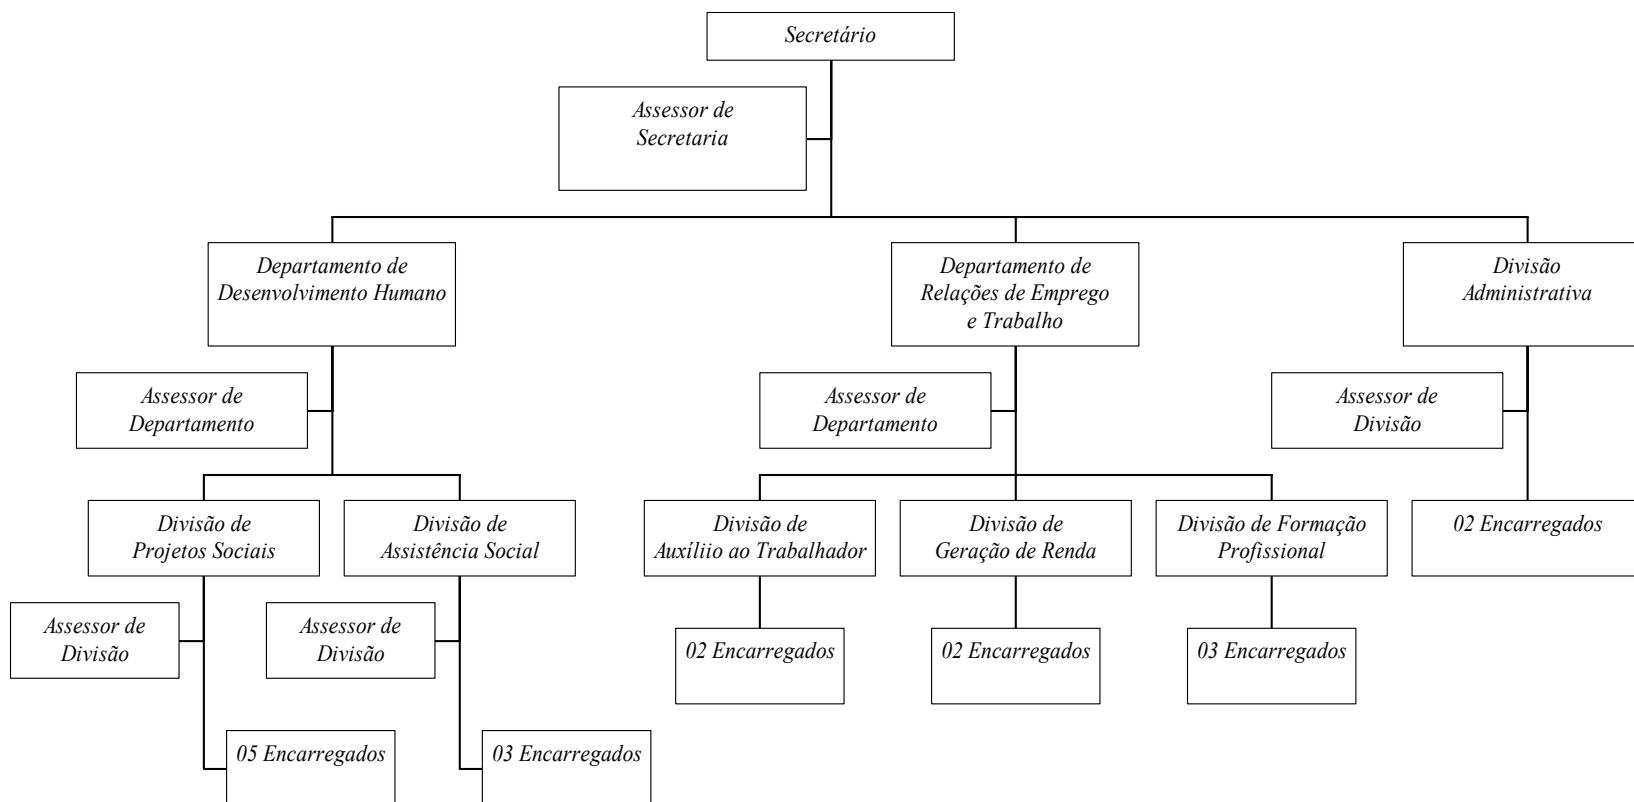 Secretário
Assessor de
Secretaria
Departamento de
Desenvolvimento Humano
Departamento de
Relações de Emprego
e Trabalho
Divisão
Administrativa
Assessor de
Departamento
Assessor de
Departamento
Assessor de
Divisão
Divisão de
Projetos Sociais
Divisão de
Assistência Social
Divisão de
Auxíliio ao Trabalhador
Divisão de
Geração de Renda
Divisão de Formação
Profissional
02 Encarregados
Assessor de
Divisão
Assessor de
Divisão
02 Encarregados
02 Encarregados
03 Encarregados
05 Encarregados
03 Encarregados